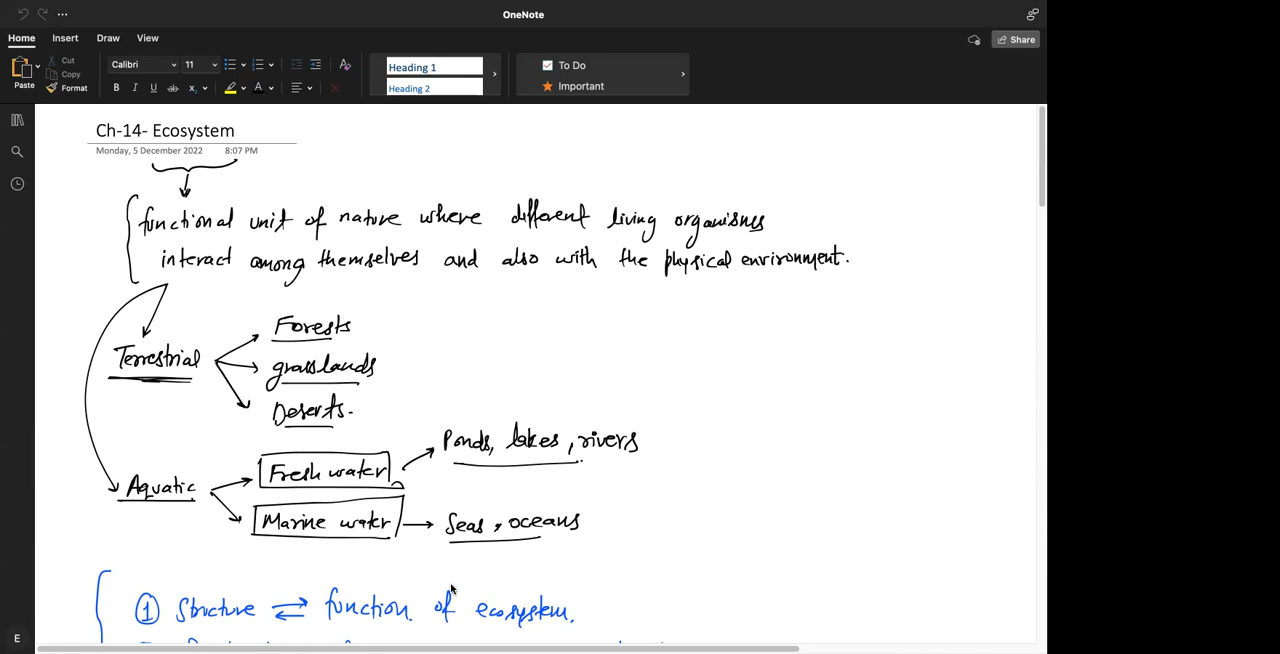 OneNote
Home Insert Draw View
Share
Paste
Cut
Copy
Format
Calibri 11
B I U ab x A
Heading 1
Heading 2
To Do
Important
Ch-14- Ecosystem
Monday, 5 December 2022 8:07 PM
functional unit of nature where different living organisms
interact among themselves and also with the physical environment.
Terrestrial
Forests
grasslands
Deserts.
Aquatic
Fresh water
Ponds, lakes, rivers
Marine water
Seas, oceans
① Structure ⇌ function of ecosystem.
E